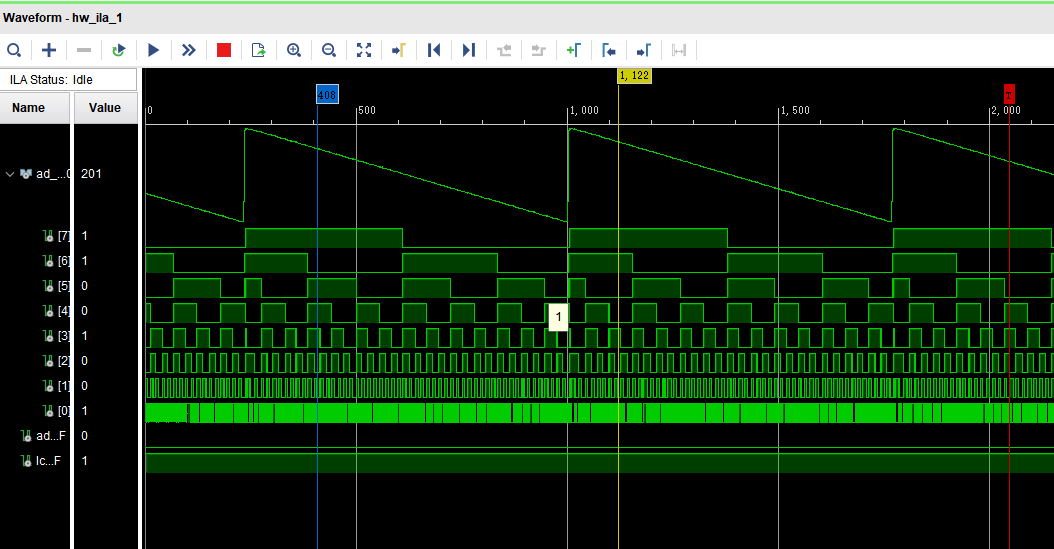 Waveform - hw_ila_1
ILA Status: Idle
Name Value
408 1,122 T
0 500 1,000 1,500 2,000
ad_...0 201
[7] 1
[6] 1
[5] 0
[4] 0
1
[3] 1
[2] 0
[1] 0
[0] 1
ad...F 0
lc...F 1